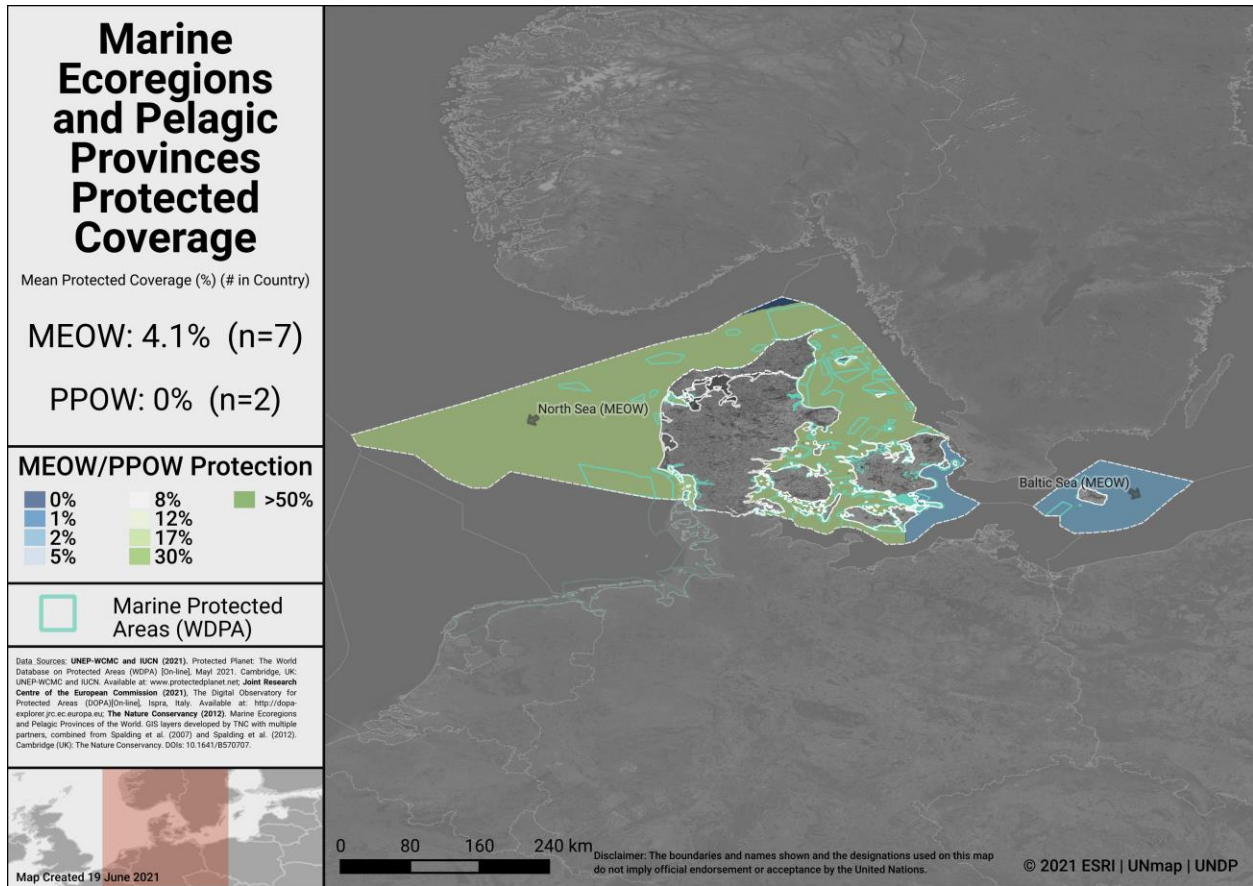 Marine
Ecoregions
and Pelagic
Provinces
Protected
Coverage
Mean Protected Coverage (%) (# in Country)
MEOW: 4.1% (n=7)
PPOW: 0% (n=2)
MEOW/PPOW Protection
0%
1%
2%
5%
8%
12%
17%
30%
>50%
Marine Protected
Areas (WDPA)
Data Sources: UNEP-WCMC and IUCN (2021). Protected Planet: The World
Database on Protected Areas (WDPA) [On-line], Mayl 2021. Cambridge, UK:
UNEP-WCMC and IUCN. Available at: www.protectedplanet.net; Joint Research
Centre of the European Commission (2021), The Digital Observatory for
Protected Areas (DOPA)[On-line], Ispra, Italy. Available at: http://dopa-
explorer.jrc.ec.europa.eu; The Nature Conservancy (2012). Marine Ecoregions
and Pelagic Provinces of the World. GIS layers developed by TNC with multiple
partners, combined from Spalding et al. (2007) and Spalding et al. (2012).
Cambridge (UK): The Nature Conservancy. DOIs: 10.1641/B570707.
Map Created 19 June 2021
North Sea (MEOW)
Baltic Sea (MEOW)
0 80 160 240 km
Disclaimer: The boundaries and names shown and the designations used on this map
do not imply official endorsement or acceptance by the United Nations.
© 2021 ESRI | UNmap | UNDP